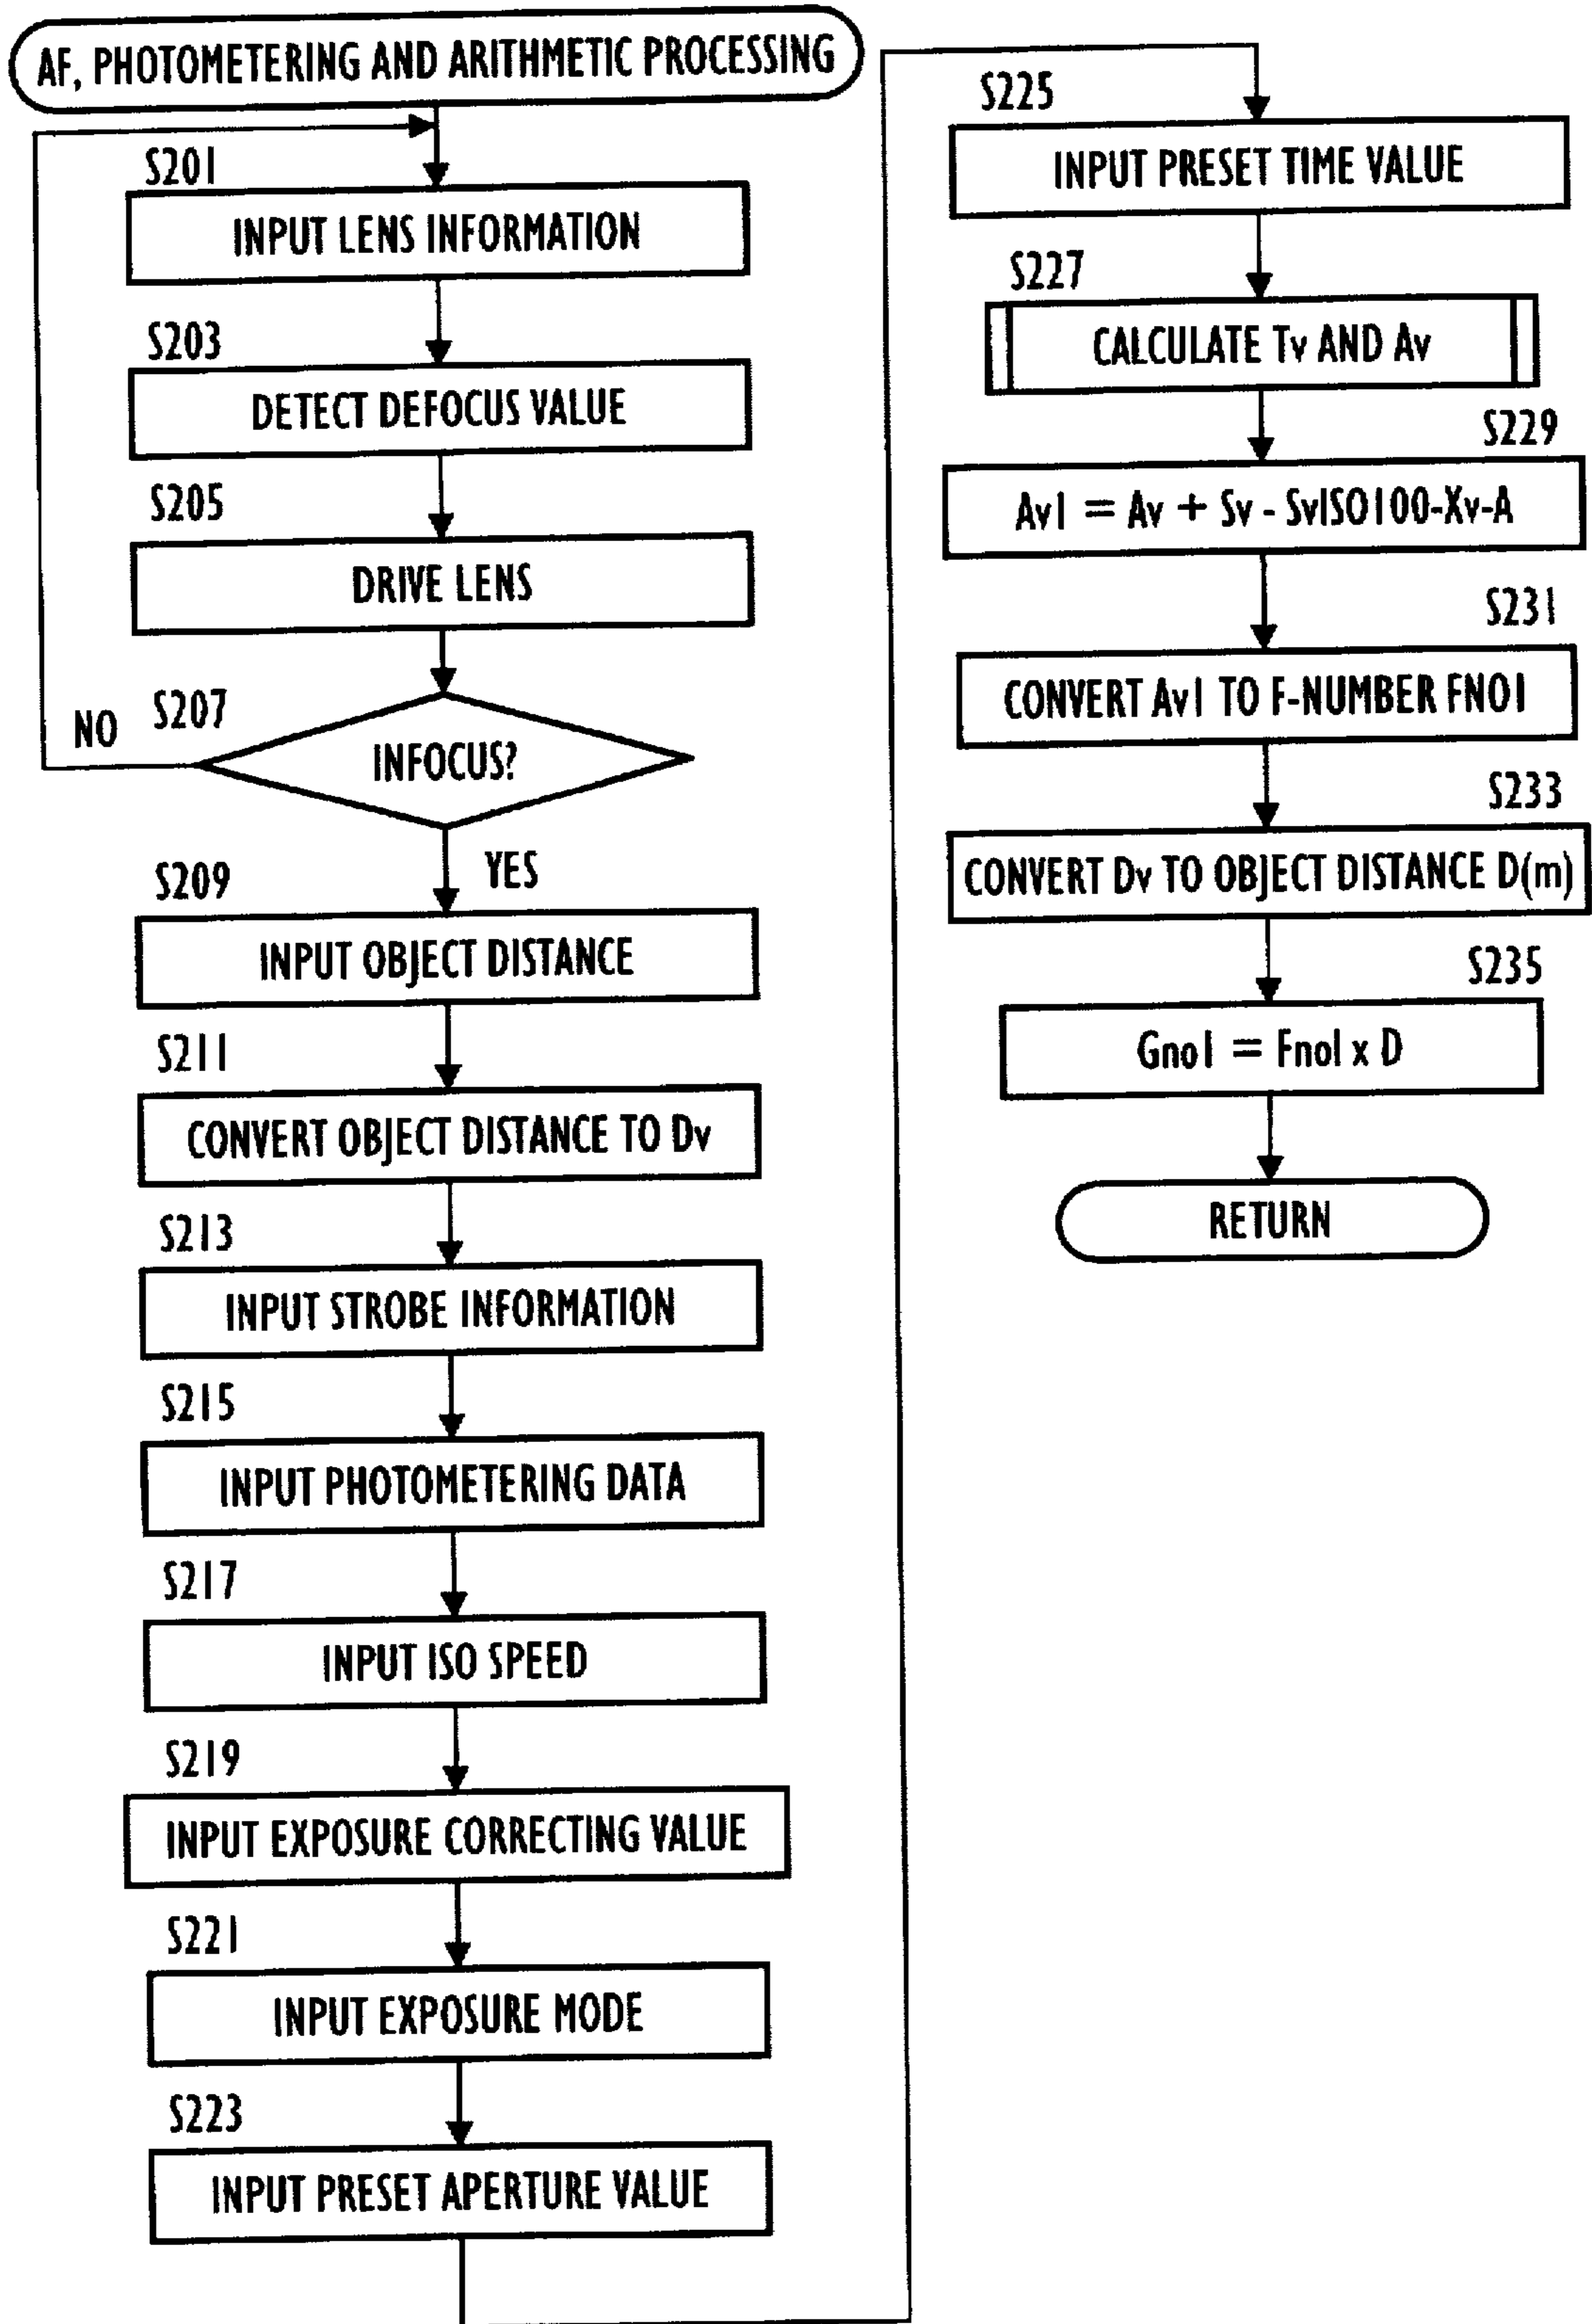 AF, PHOTOMETERING AND ARITHMETIC PROCESSING
S201
INPUT LENS INFORMATION
S203
DETECT DEFOCUS VALUE
S205
DRIVE LENS
S207
NO
INFOCUS?
YES
S209
INPUT OBJECT DISTANCE
S211
CONVERT OBJECT DISTANCE TO Dv
S213
INPUT STROBE INFORMATION
S215
INPUT PHOTOMETERING DATA
S217
INPUT ISO SPEED
S219
INPUT EXPOSURE CORRECTING VALUE
S221
INPUT EXPOSURE MODE
S223
INPUT PRESET APERTURE VALUE
S225
INPUT PRESET TIME VALUE
S227
CALCULATE Tv AND Av
S229
Av1 = Av + Sv - SvISO100-Xv-A
S231
CONVERT Av1 TO F-NUMBER FNO1
S233
CONVERT Dv TO OBJECT DISTANCE D(m)
S235
Gno1 = Fno1 x D
RETURN